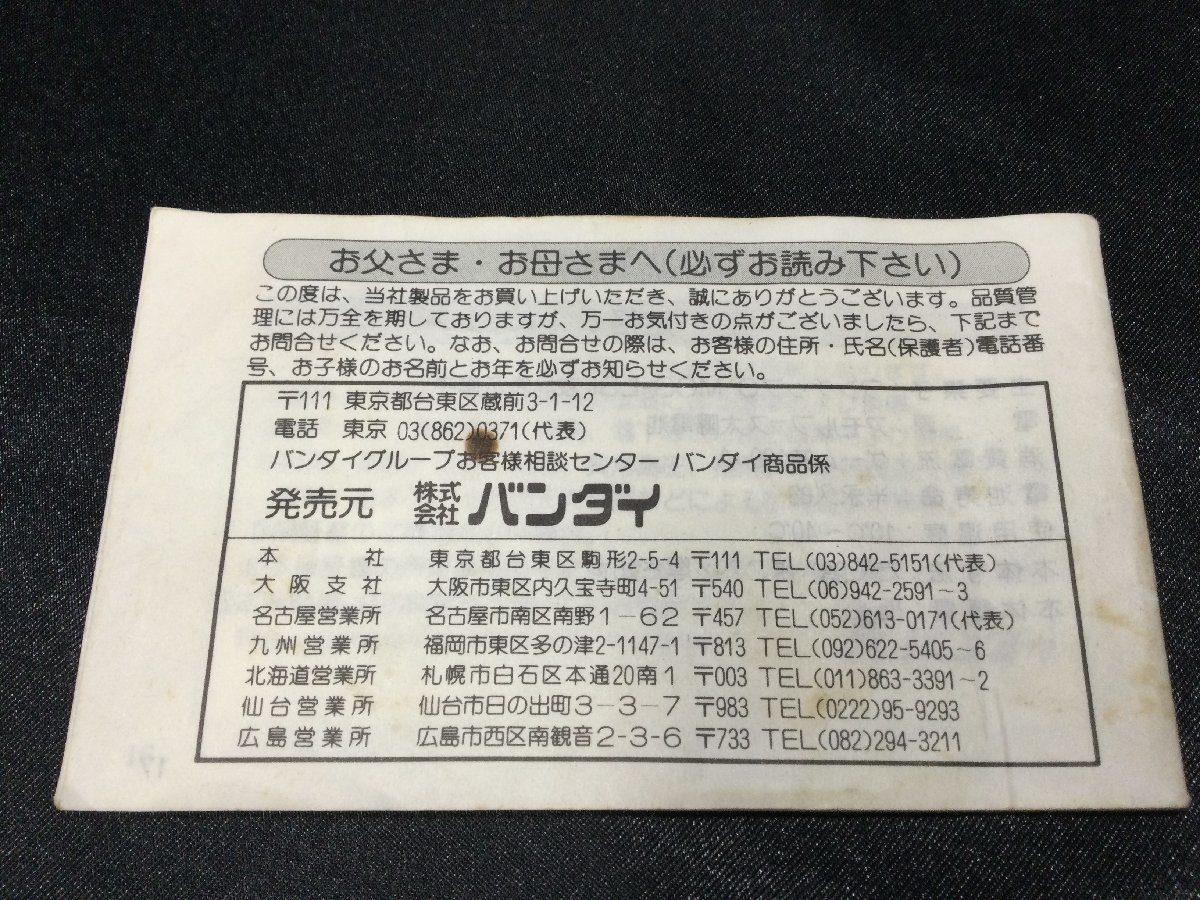 お父さま・お母さまへ(必ずお読み下さい)
この度は、当社製品をお買い上げいただき、誠にありがとうございます。品質管
理には万全を期しておりますが、万一お気付きの点がございましたら、下記まで
お問合せください。なお、お問合せの際は、お客様の住所・氏名(保護者)電話番
号、お子様のお名前とお年を必ずお知らせください。
〒111 東京都台東区蔵前3-1-12
電話 東京 03(862)0371(代表)
バンダイグループお客様相談センター バンダイ商品係
発売元 株式会社 バンダイ
本社 東京都台東区駒形2-5-4 〒111 TEL(03)842-5151(代表)
大阪支社 大阪市東区内久宝寺町4-51 〒540 TEL(06)942-2591~3
名古屋営業所 名古屋市南区南野1-62 〒457 TEL(052)613-0171(代表)
九州営業所 福岡市東区多の津2-1147-1 〒813 TEL(092)622-5405~6
北海道営業所 札幌市白石区本通20南1 〒003 TEL(011)863-3391~2
仙台営業所 仙台市日の出町3-3-7 〒983 TEL(0222)95-9293
広島営業所 広島市西区南観音2-3-6 〒733 TEL(082)294-3211